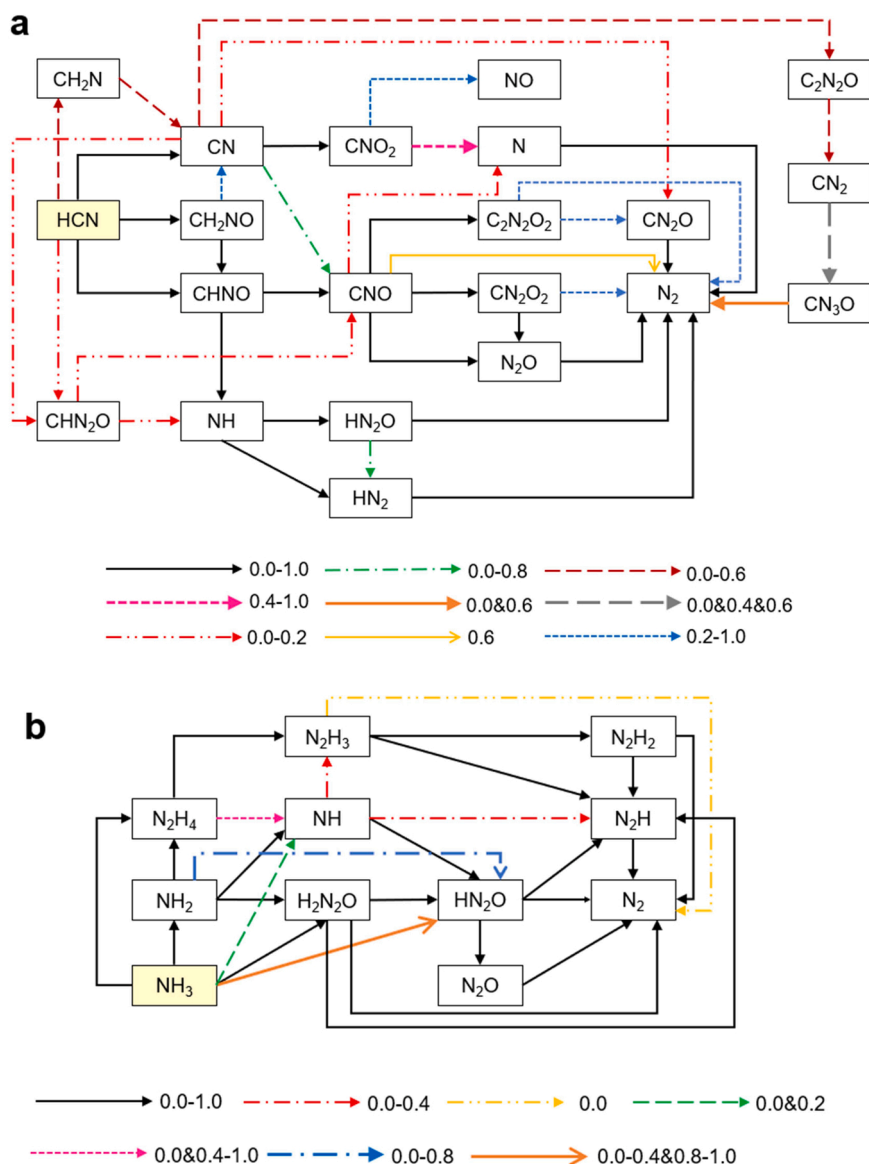 a
CH₂N
C₂N₂O
NO
CN
CNO₂
N
CN₂
HCN
CH₂NO
C₂N₂O₂
CN₂O
CHNO
CNO
CN₂O₂
N₂
CN₃O
N₂O
CHN₂O
NH
HN₂O
HN₂
0.0-1.0
0.0-0.8
0.0-0.6
0.4-1.0
0.0&0.6
0.0&0.4&0.6
0.0-0.2
0.6
0.2-1.0
b
N₂H₃
N₂H₂
N₂H₄
NH
N₂H
NH₂
H₂N₂O
HN₂O
N₂
NH₃
N₂O
0.0-1.0
0.0-0.4
0.0
0.0&0.2
0.0&0.4-1.0
0.0-0.8
0.0-0.4&0.8-1.0